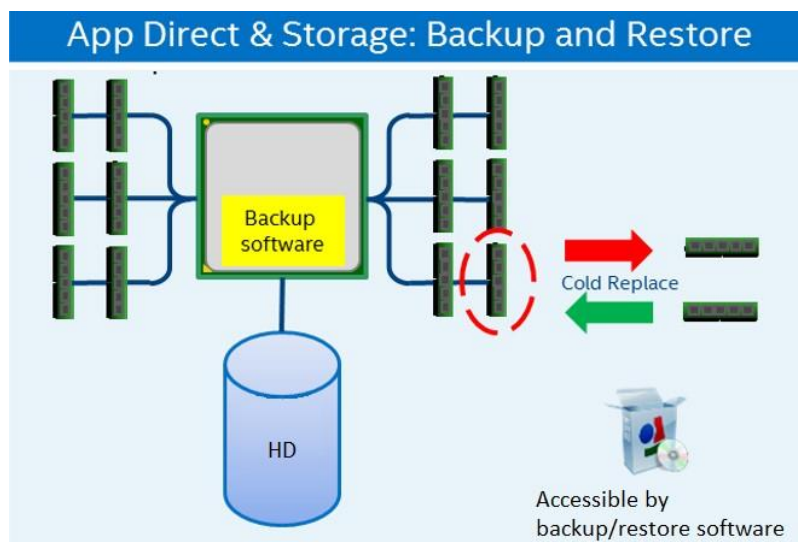 App Direct & Storage: Backup and Restore
Backup
software
Cold Replace
HD
Accessible by
backup/restore software